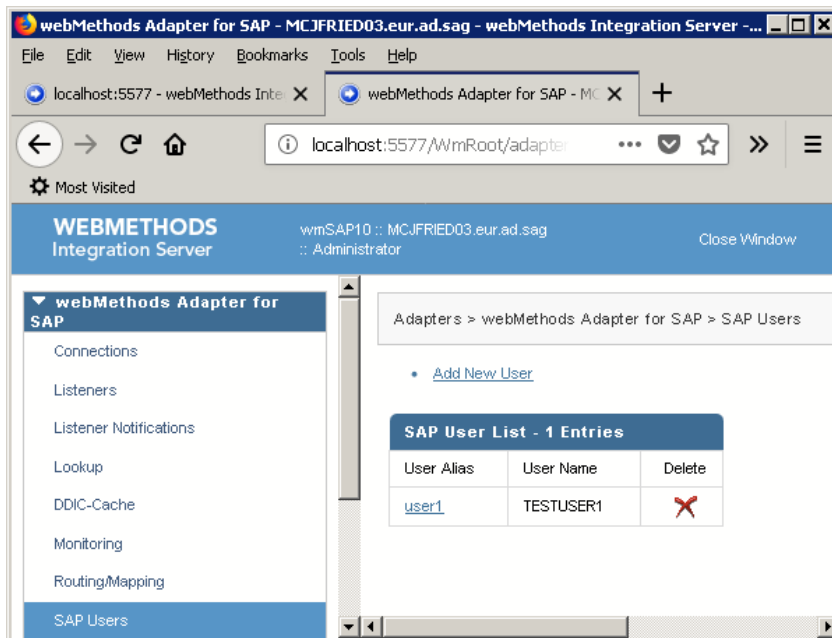 webMethods Adapter for SAP - MCJFRIED03.eur.ad.sag - webMethods Integration Server -...
File Edit View History Bookmarks Tools Help
localhost:5577 - webMethods Inte
webMethods Adapter for SAP - MC
localhost:5577/WmRoot/adapte
Most Visited
WEBMETHODS
Integration Server
wmSAP10 :: MCJFRIED03.eur.ad.sag
:: Administrator
Close Window
webMethods Adapter for
SAP
Connections
Listeners
Listener Notifications
Lookup
DDIC-Cache
Monitoring
Routing/Mapping
SAP Users
Adapters > webMethods Adapter for SAP > SAP Users
Add New User
SAP User List - 1 Entries
User Alias User Name Delete
user1 TESTUSER1